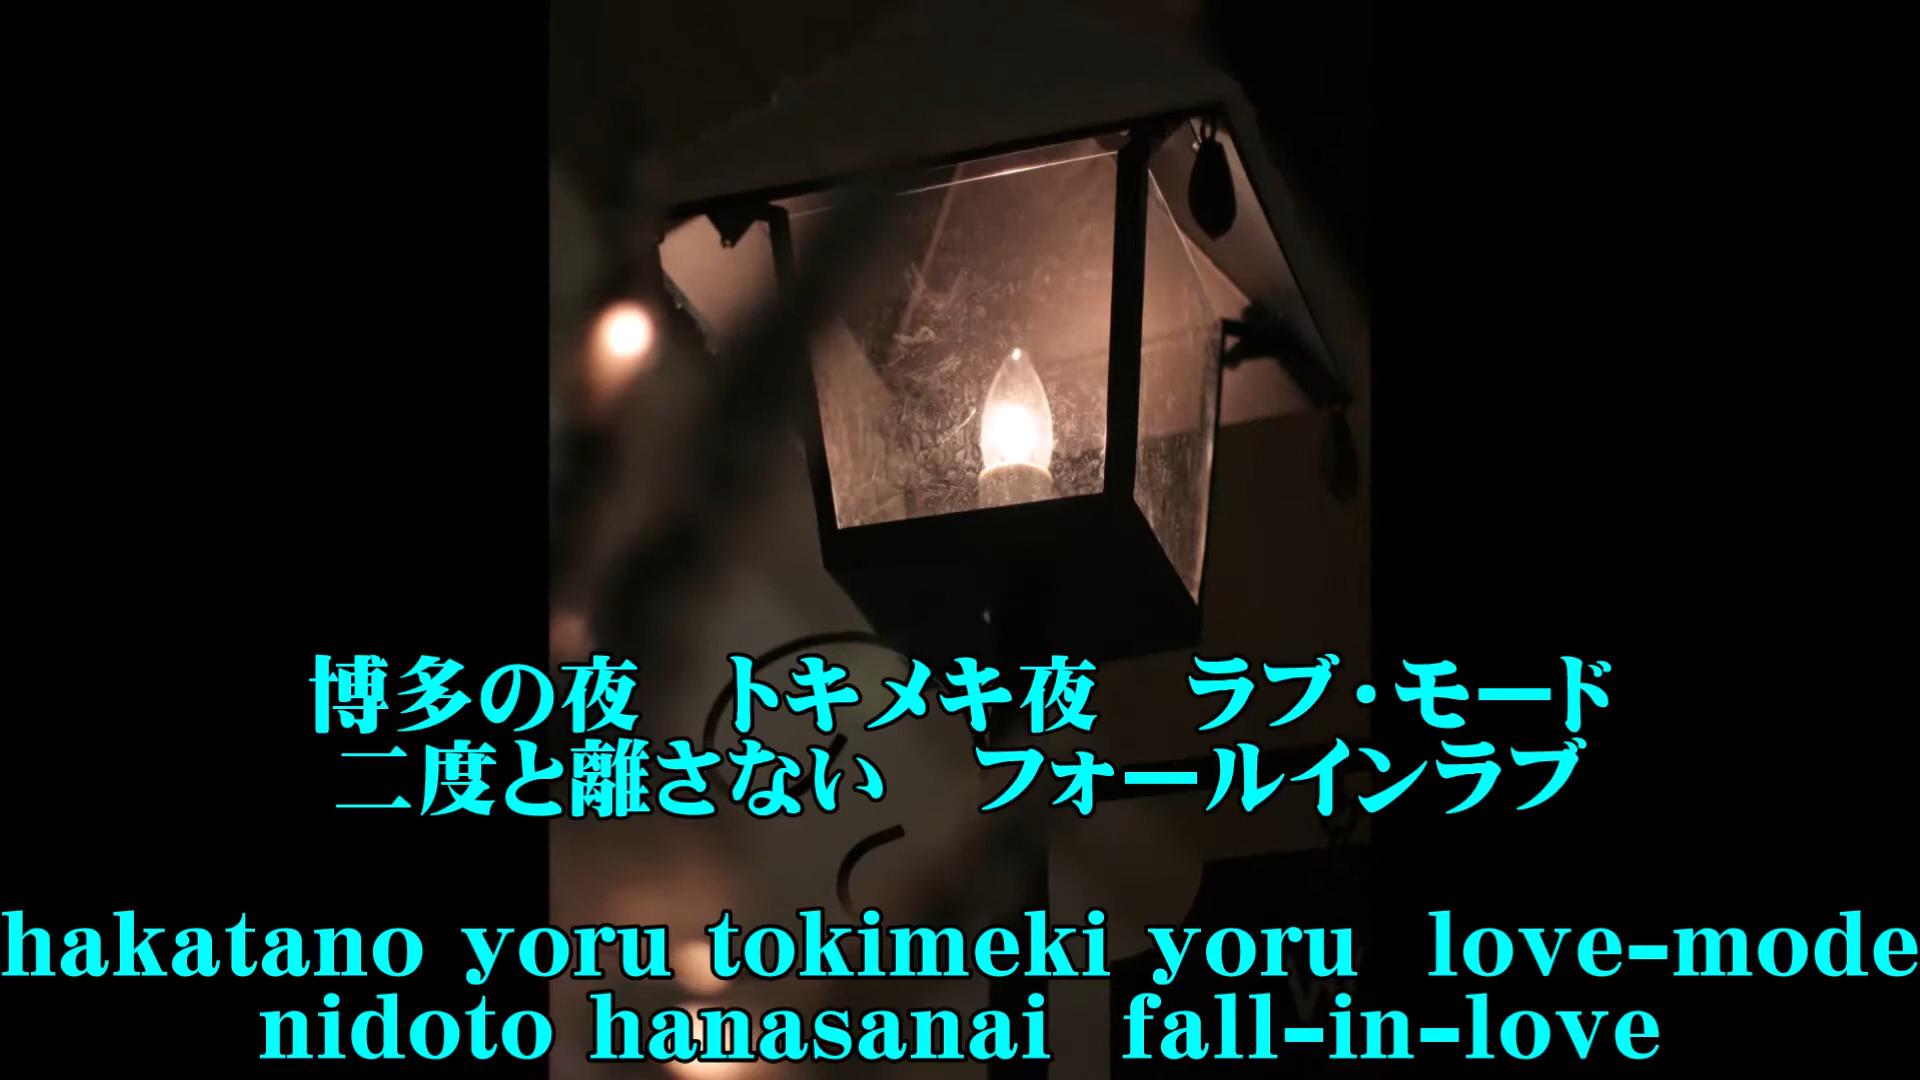 博多の夜　トキメキ夜　ラブ・モード
二度と離さない　フォールインラブ
hakatano yoru tokimeki yoru  love-mode
nidoto hanasanai  fall-in-love